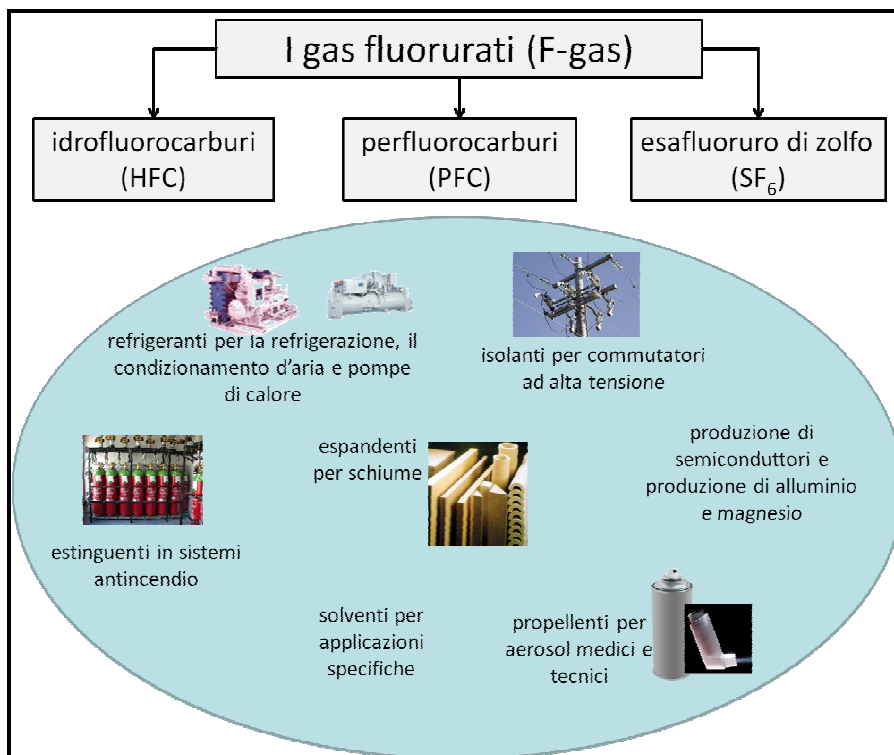 I gas fluorurati (F-gas)
idrofluorocarburi
(HFC)
perfluorocarburi
(PFC)
esafluoruro di zolfo
(SF₆)
refrigeranti per la refrigerazione, il
condizionamento d'aria e pompe
di calore
isolanti per commutatori
ad alta tensione
espandenti
per schiume
produzione di
semiconduttori e
produzione di alluminio
e magnesio
estinguenti in sistemi
antincendio
solventi per
applicazioni
specifiche
propellenti per
aerosol medici e
tecnici